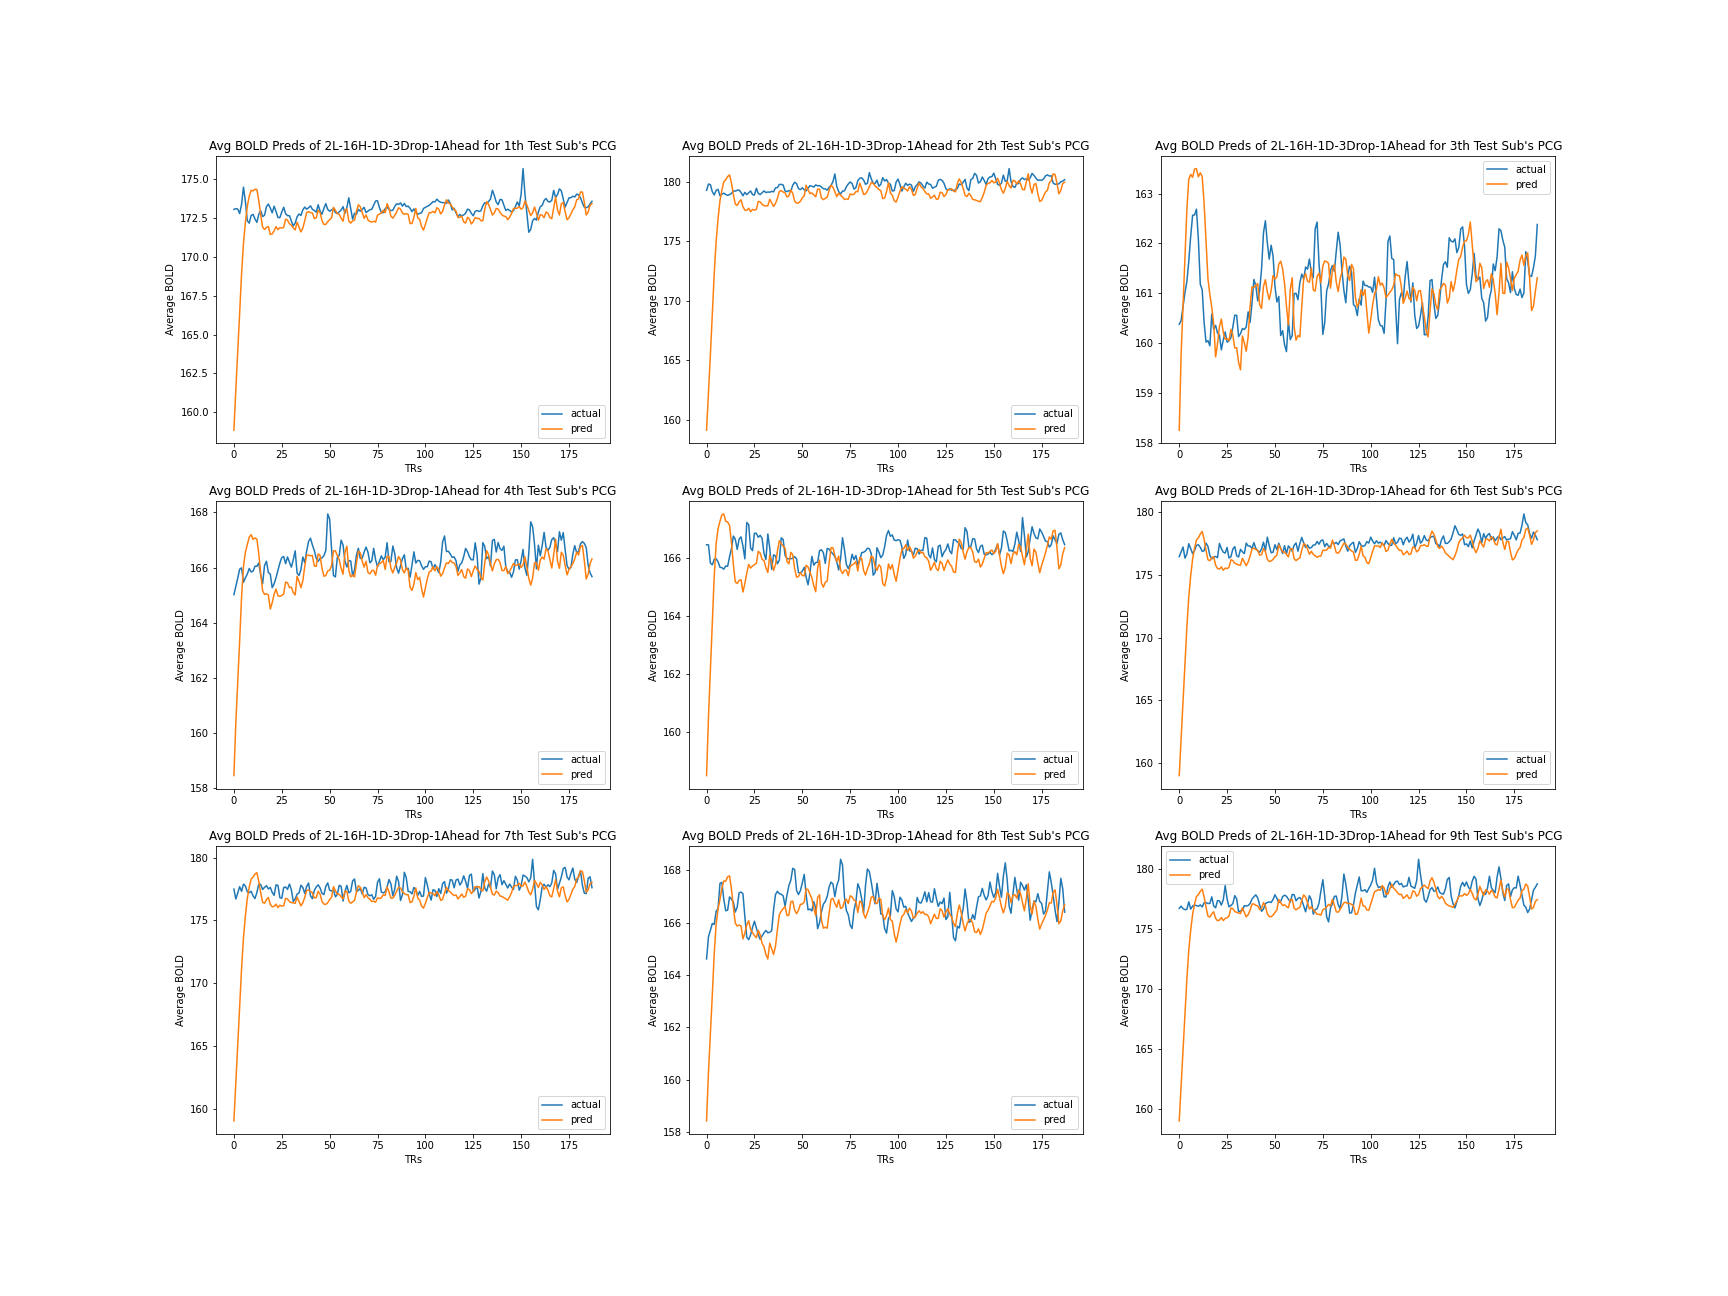 Avg BOLD Preds of 2L-16H-1D-3Drop-1Ahead for 1th Test Sub's PCG
175.0
172.5
170.0
167.5
165.0
162.5
160.0
Average BOLD
actual
pred
0 25 50 75 100 125 150 175
TRs
Avg BOLD Preds of 2L-16H-1D-3Drop-1Ahead for 2th Test Sub's PCG
180
175
170
165
160
Average BOLD
actual
pred
0 25 50 75 100 125 150 175
TRs
Avg BOLD Preds of 2L-16H-1D-3Drop-1Ahead for 3th Test Sub's PCG
actual
pred
163
162
161
160
159
158
Average BOLD
0 25 50 75 100 125 150 175
TRs
Avg BOLD Preds of 2L-16H-1D-3Drop-1Ahead for 4th Test Sub's PCG
168
166
164
162
160
158
Average BOLD
actual
pred
0 25 50 75 100 125 150 175
TRs
Avg BOLD Preds of 2L-16H-1D-3Drop-1Ahead for 5th Test Sub's PCG
166
164
162
160
Average BOLD
actual
pred
0 25 50 75 100 125 150 175
TRs
Avg BOLD Preds of 2L-16H-1D-3Drop-1Ahead for 6th Test Sub's PCG
180
175
170
165
160
Average BOLD
actual
pred
0 25 50 75 100 125 150 175
TRs
Avg BOLD Preds of 2L-16H-1D-3Drop-1Ahead for 7th Test Sub's PCG
180
175
170
165
160
Average BOLD
actual
pred
0 25 50 75 100 125 150 175
TRs
Avg BOLD Preds of 2L-16H-1D-3Drop-1Ahead for 8th Test Sub's PCG
168
166
164
162
160
158
Average BOLD
actual
pred
0 25 50 75 100 125 150 175
TRs
Avg BOLD Preds of 2L-16H-1D-3Drop-1Ahead for 9th Test Sub's PCG
actual
pred
180
175
170
165
160
Average BOLD
0 25 50 75 100 125 150 175
TRs